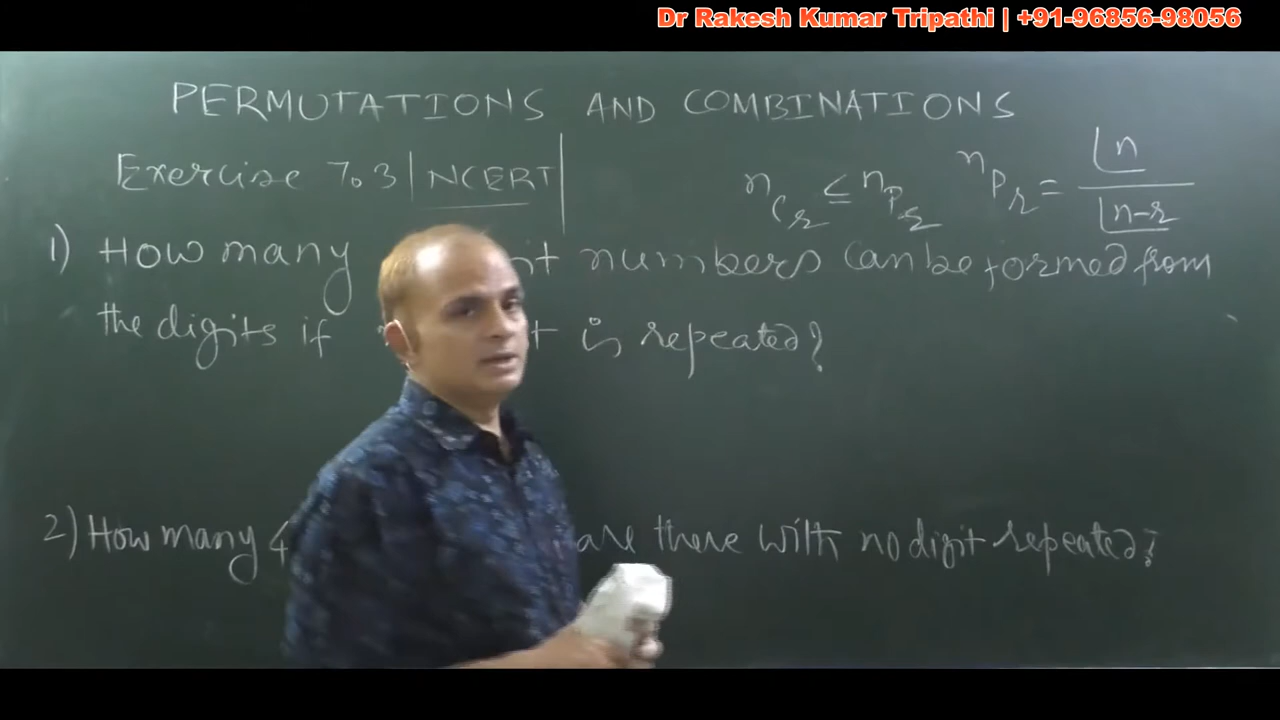 Dr Rakesh Kumar Tripathi | +91-96856-98056
PERMUTATIONS AND COMBINATIONS
Exercise 7.3 | NCERT |
nCr ≤ nPr nPr = ⌊n / ⌊n-r
1) How many numbers can be formed from
the digits if is repeated?
2) How many 4 are there with no digit repeated?